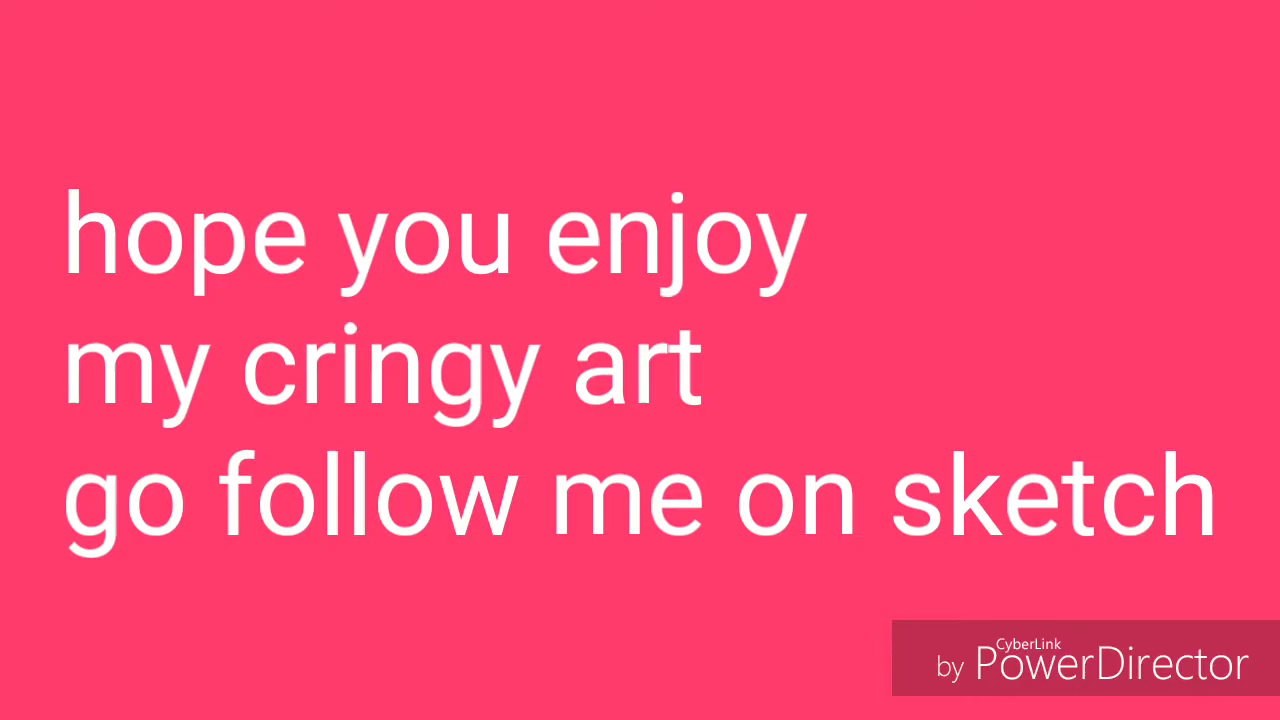 hope you enjoy
my cringy art
go follow me on sketch
CyberLink
by PowerDirector